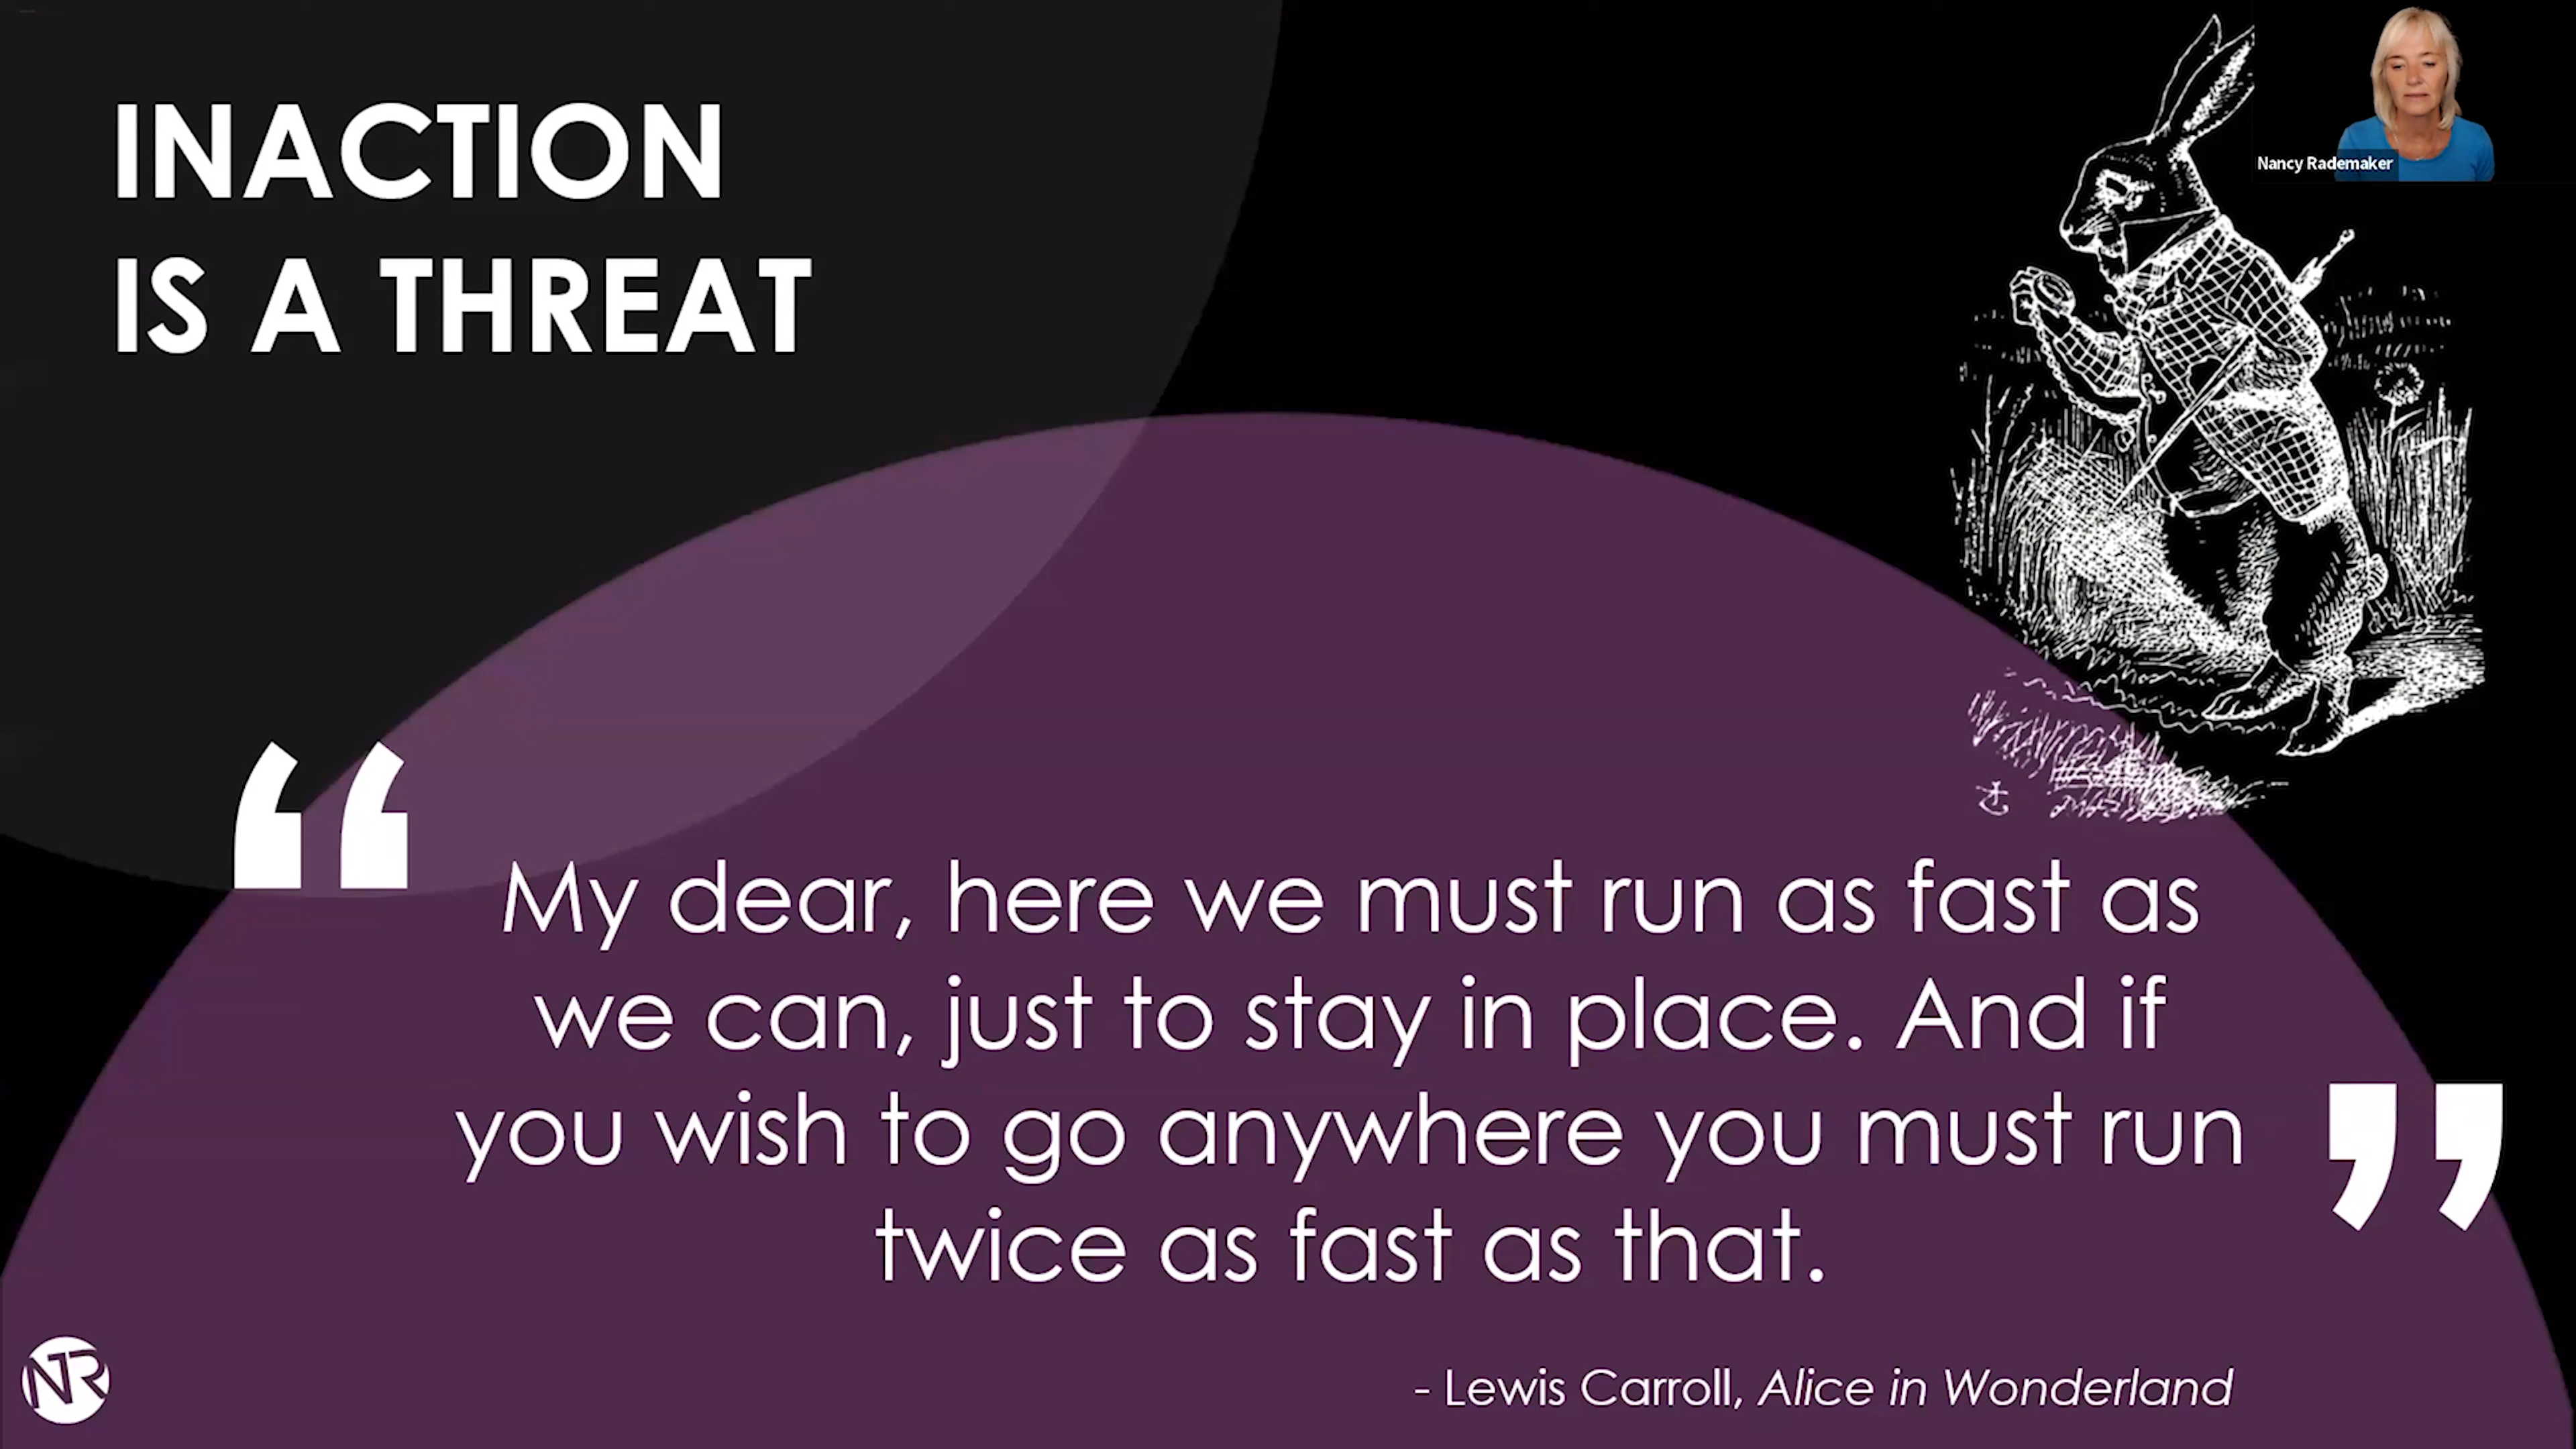 INACTION
IS A THREAT
Nancy Rademaker
“
My dear, here we must run as fast as
we can, just to stay in place. And if
you wish to go anywhere you must run
twice as fast as that.
”
- Lewis Carroll, Alice in Wonderland
NR